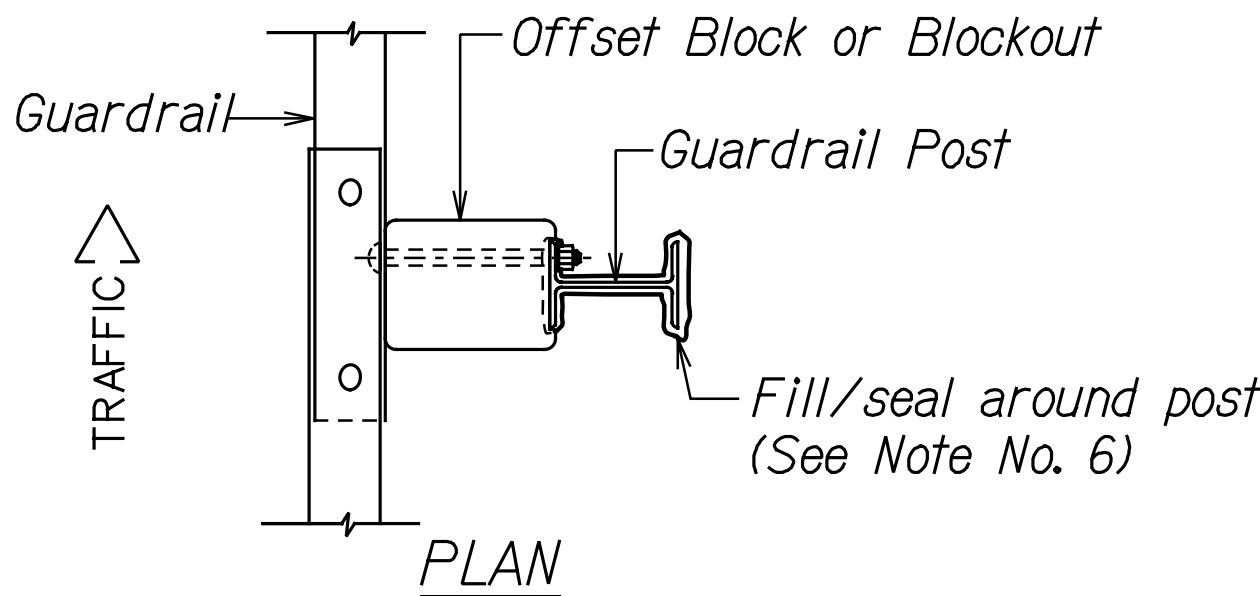 Offset Block or Blockout
Guardrail
Guardrail Post
TRAFFIC
Fill/seal around post
(See Note No. 6)
PLAN